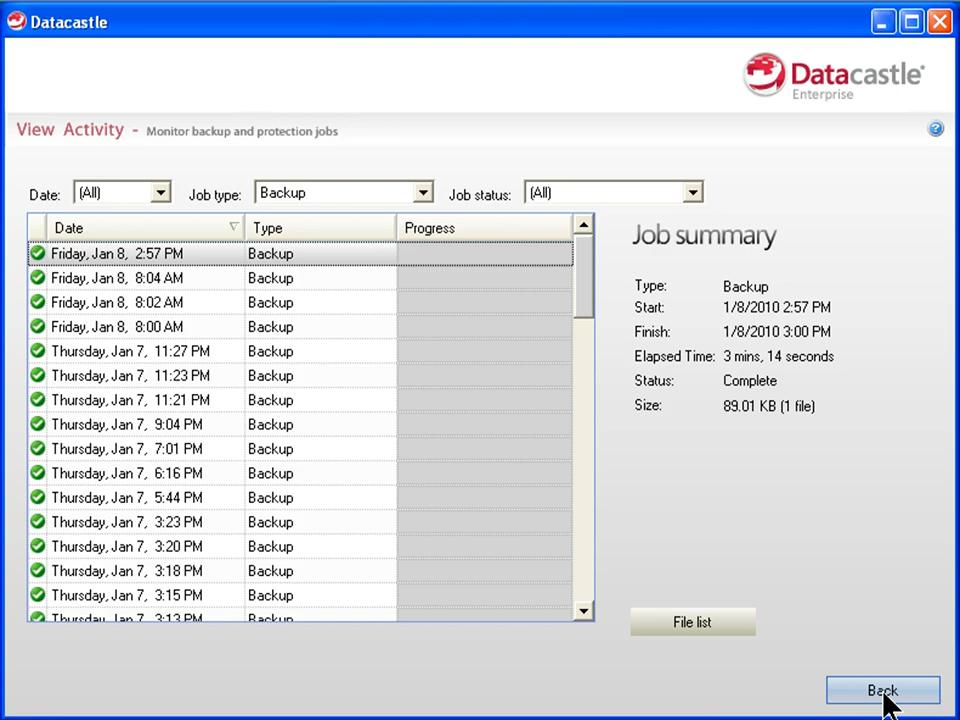 Datacastle
Datacastle
Enterprise
View Activity - Monitor backup and protection jobs
Date: (All) Job type: Backup Job status: (All)
Date Type Progress
Friday, Jan 8, 2:57 PM Backup
Friday, Jan 8, 8:04 AM Backup
Friday, Jan 8, 8:02 AM Backup
Friday, Jan 8, 8:00 AM Backup
Thursday, Jan 7, 11:27 PM Backup
Thursday, Jan 7, 11:23 PM Backup
Thursday, Jan 7, 11:21 PM Backup
Thursday, Jan 7, 9:04 PM Backup
Thursday, Jan 7, 7:01 PM Backup
Thursday, Jan 7, 6:16 PM Backup
Thursday, Jan 7, 5:44 PM Backup
Thursday, Jan 7, 3:23 PM Backup
Thursday, Jan 7, 3:20 PM Backup
Thursday, Jan 7, 3:18 PM Backup
Thursday, Jan 7, 3:15 PM Backup
Thursday, Jan 7, 3:13 PM Backup
Job summary
Type: Backup
Start: 1/8/2010 2:57 PM
Finish: 1/8/2010 3:00 PM
Elapsed Time: 3 mins, 14 seconds
Status: Complete
Size: 89.01 KB (1 file)
File list
Back